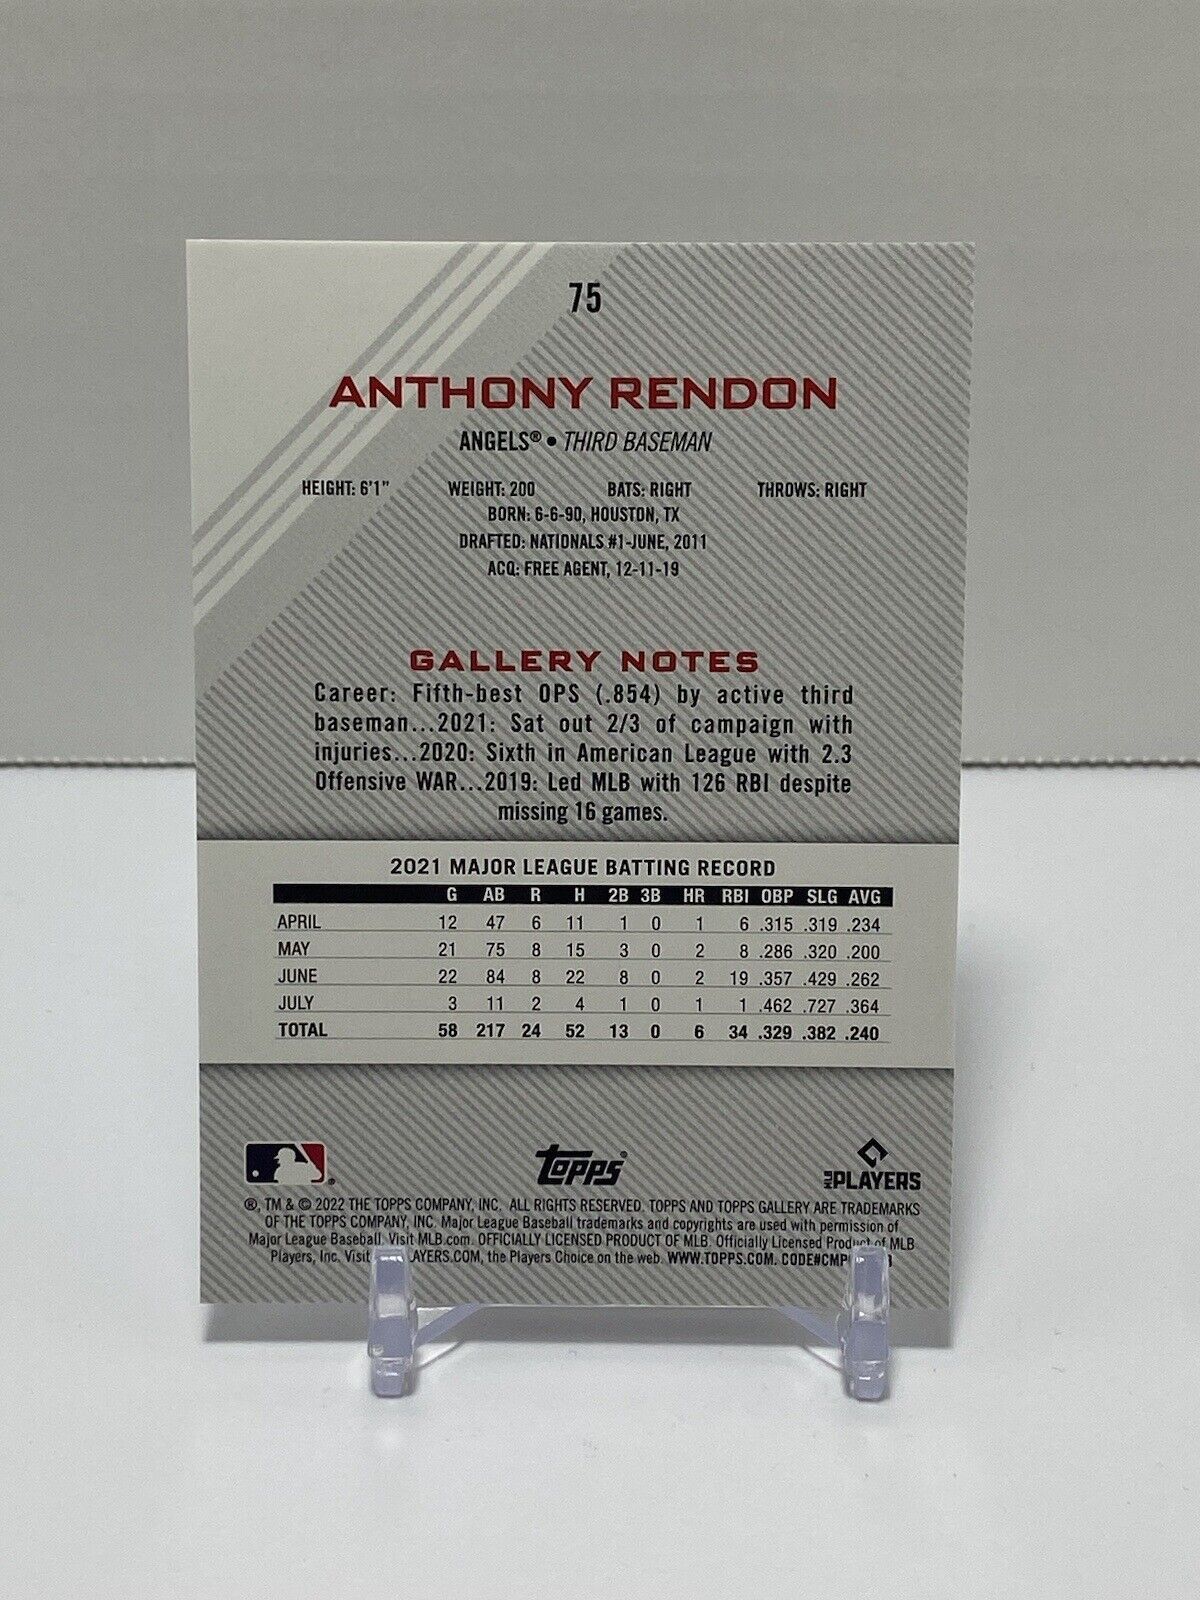 75
ANTHONY RENDON
ANGELS® • THIRD BASEMAN
HEIGHT: 6'1" WEIGHT: 200 BATS: RIGHT THROWS: RIGHT
BORN: 6-6-90, HOUSTON, TX
DRAFTED: NATIONALS #1-JUNE, 2011
ACQ: FREE AGENT, 12-11-19
GALLERY NOTES
Career: Fifth-best OPS (.854) by active third
baseman...2021: Sat out 2/3 of campaign with
injuries...2020: Sixth in American League with 2.3
Offensive WAR...2019: Led MLB with 126 RBI despite
missing 16 games.
2021 MAJOR LEAGUE BATTING RECORD
G AB R H 2B 3B HR RBI OBP SLG AVG
APRIL 12 47 6 11 1 0 1 6 .315 .319 .234
MAY 21 75 8 15 3 0 2 8 .286 .320 .200
JUNE 22 84 8 22 8 0 2 19 .357 .429 .262
JULY 3 11 2 4 1 0 1 1 .462 .727 .364
TOTAL 58 217 24 52 13 0 6 34 .329 .382 .240
® topps® MLB PLAYERS
®, TM & © 2022 THE TOPPS COMPANY, INC. ALL RIGHTS RESERVED. TOPPS AND TOPPS GALLERY ARE TRADEMARKS
OF THE TOPPS COMPANY, INC. Major League Baseball trademarks and copyrights are used with permission of
Major League Baseball. Visit MLB.com. OFFICIALLY LICENSED PRODUCT OF MLB. Officially Licensed Product of MLB
Players, Inc. Visit the Players Choice on the web. WWW.TOPPS.COM.